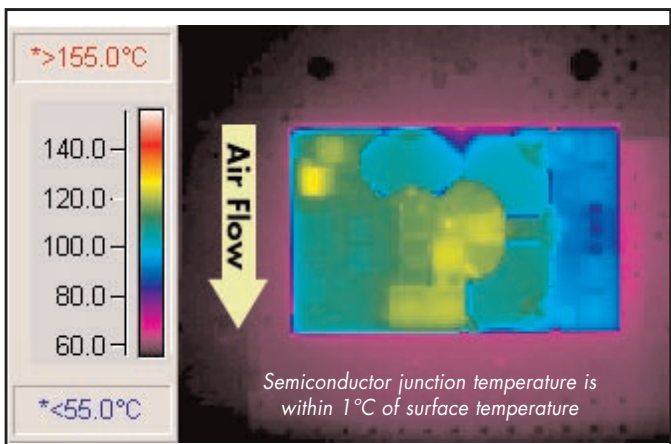 *>155.0°C
140.0
120.0
100.0
80.0
60.0
*<55.0°C
Air Flow
Semiconductor junction temperature is
within 1°C of surface temperature